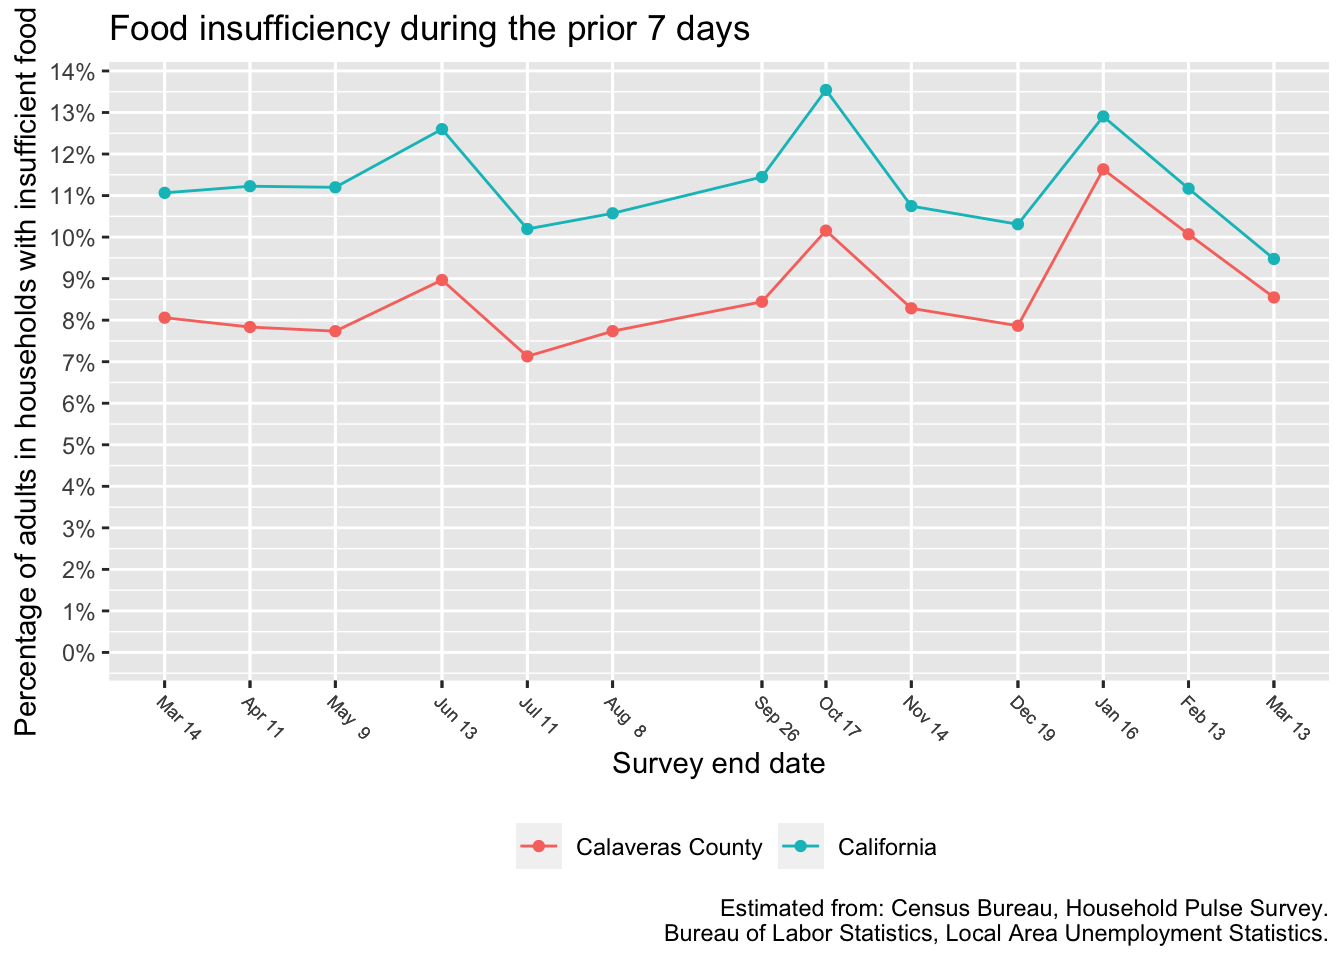 Food insufficiency during the prior 7 days
Percentage of adults in households with insufficient food
14%
13%
12%
11%
10%
9%
8%
7%
6%
5%
4%
3%
2%
1%
0%
Mar 14
Apr 11
May 9
Jun 13
Jul 11
Aug 8
Sep 26
Oct 17
Nov 14
Dec 19
Jan 16
Feb 13
Mar 13
Survey end date
Calaveras County
California
Estimated from: Census Bureau, Household Pulse Survey.
Bureau of Labor Statistics, Local Area Unemployment Statistics.